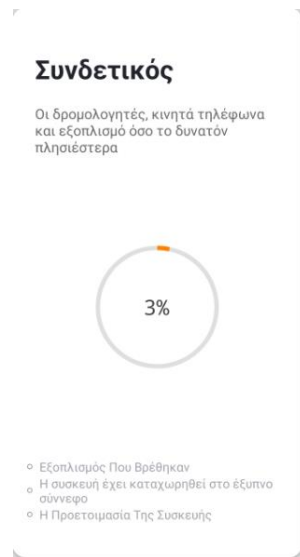 Συνδετικός
Οι δρομολογητές, κινητά τηλέφωνα
και εξοπλισμό όσο το δυνατόν
πλησιέστερα
3%
Εξοπλισμός Που Βρέθηκαν
Η συσκευή έχει καταχωρηθεί στο έξυπνο
σύννεφο
Η Προετοιμασία Της Συσκευής